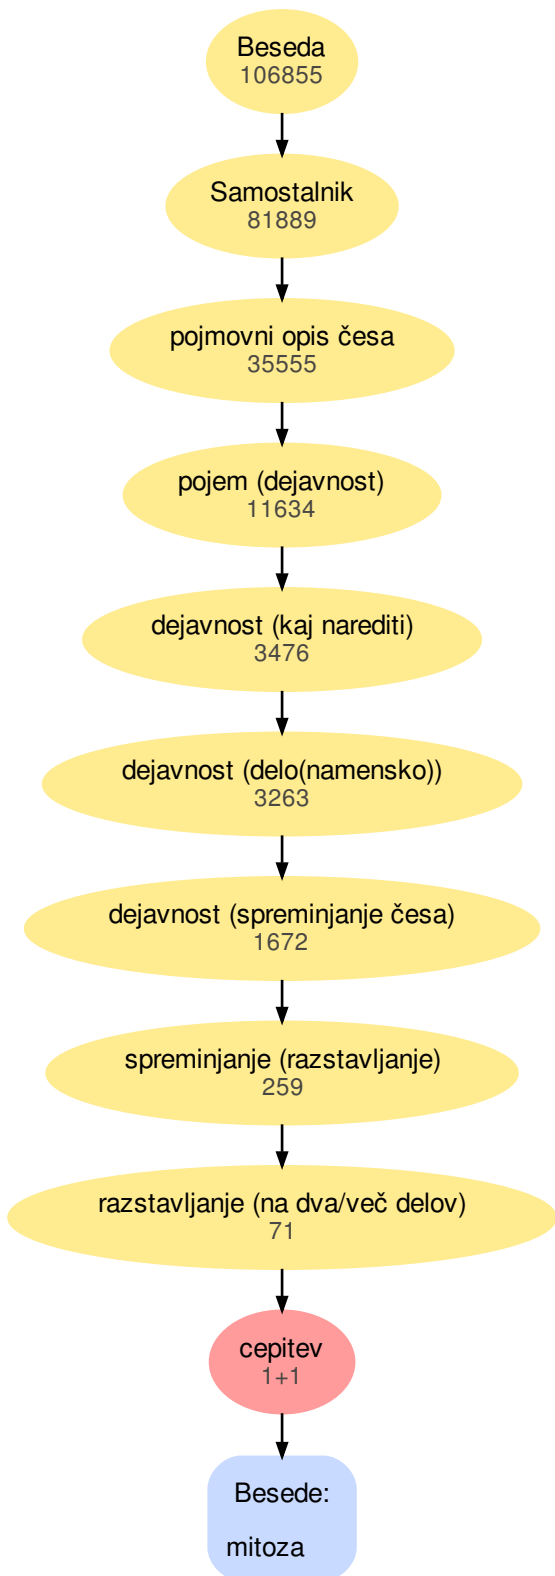 Beseda
106855
Samostalnik
81889
pojmovni opis česa
35555
pojem (dejavnost)
11634
dejavnost (kaj narediti)
3476
dejavnost (delo(namensko))
3263
dejavnost (spreminjanje česa)
1672
spreminjanje (razstavljanje)
259
razstavljanje (na dva/več delov)
71
cepitev
1+1
Besede:
mitoza